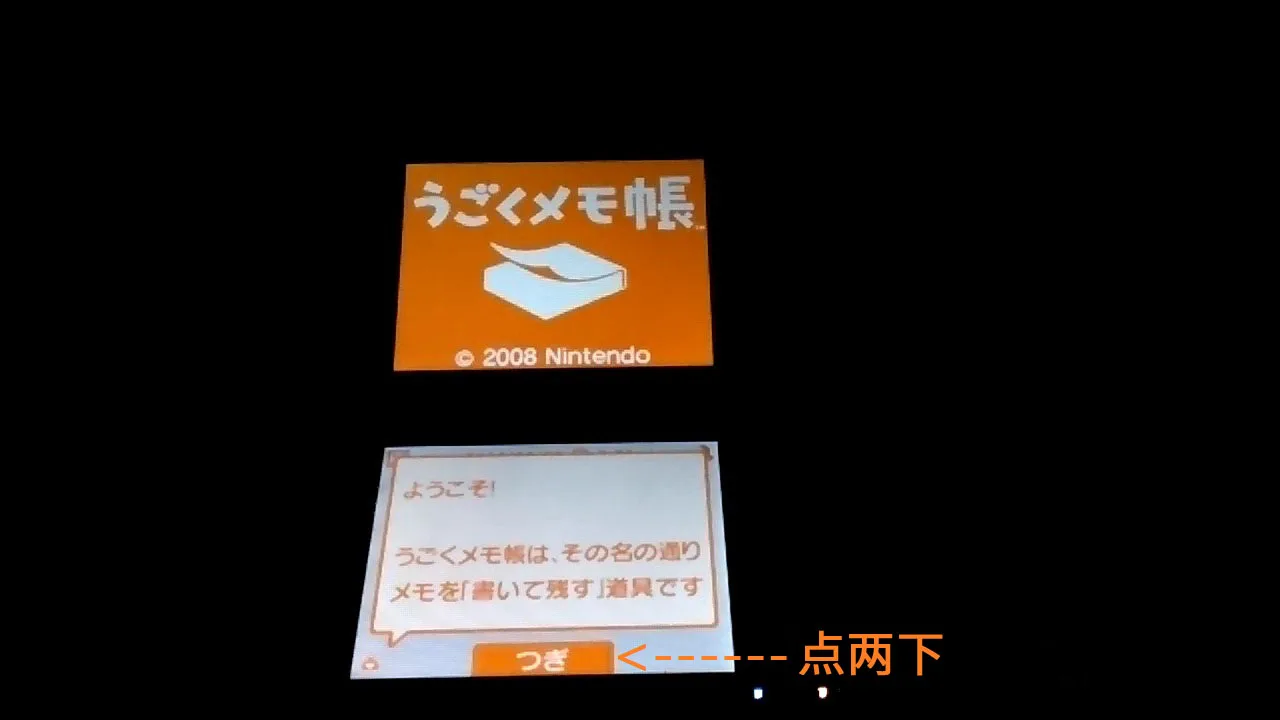 うごくメモ帳™
© 2008 Nintendo
ようこそ!
うごくメモ帳は、その名の通り
メモを「書いて残す」道具です
つぎ
<------ 点两下